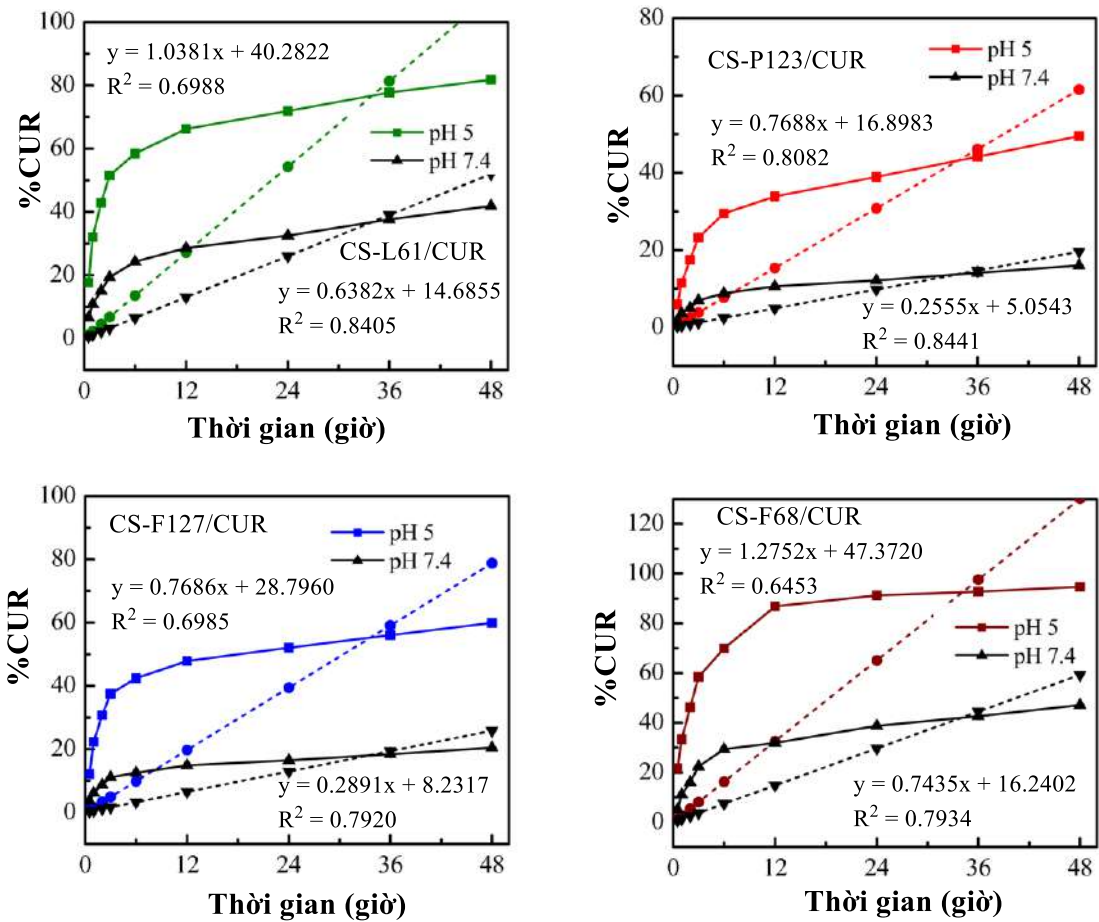 100
80
60
40
20
0
%CUR
y = 1.0381x + 40.2822
R² = 0.6988
pH 5
pH 7.4
CS-L61/CUR
y = 0.6382x + 14.6855
R² = 0.8405
0 12 24 36 48
Thời gian (giờ)
80
60
40
20
0
%CUR
CS-P123/CUR
pH 5
pH 7.4
y = 0.7688x + 16.8983
R² = 0.8082
y = 0.2555x + 5.0543
R² = 0.8441
0 12 24 36 48
Thời gian (giờ)
100
80
60
40
20
0
%CUR
CS-F127/CUR
pH 5
pH 7.4
y = 0.7686x + 28.7960
R² = 0.6985
y = 0.2891x + 8.2317
R² = 0.7920
0 12 24 36 48
Thời gian (giờ)
120
100
80
60
40
20
0
%CUR
CS-F68/CUR
y = 1.2752x + 47.3720
R² = 0.6453
pH 5
pH 7.4
y = 0.7435x + 16.2402
R² = 0.7934
0 12 24 36 48
Thời gian (giờ)